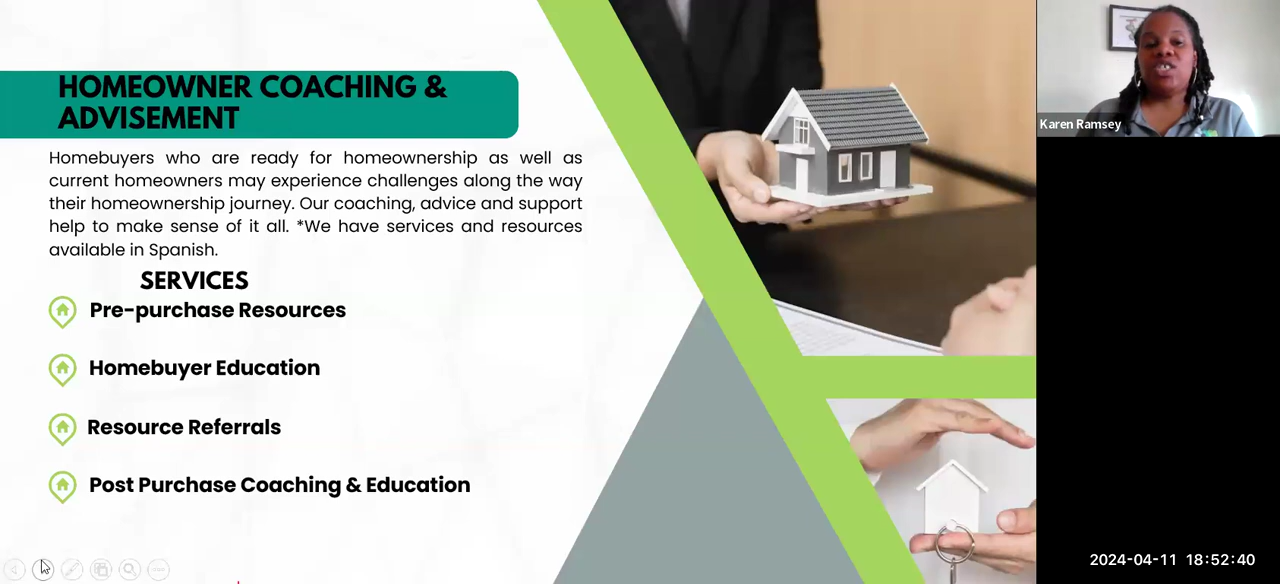 HOMEOWNER COACHING &
ADVISEMENT
Homebuyers who are ready for homeownership as well as
current homeowners may experience challenges along the way
their homeownership journey. Our coaching, advice and support
help to make sense of it all. *We have services and resources
available in Spanish.
SERVICES
Pre-purchase Resources
Homebuyer Education
Resource Referrals
Post Purchase Coaching & Education
Karen Ramsey
2024-04-11 18:52:40